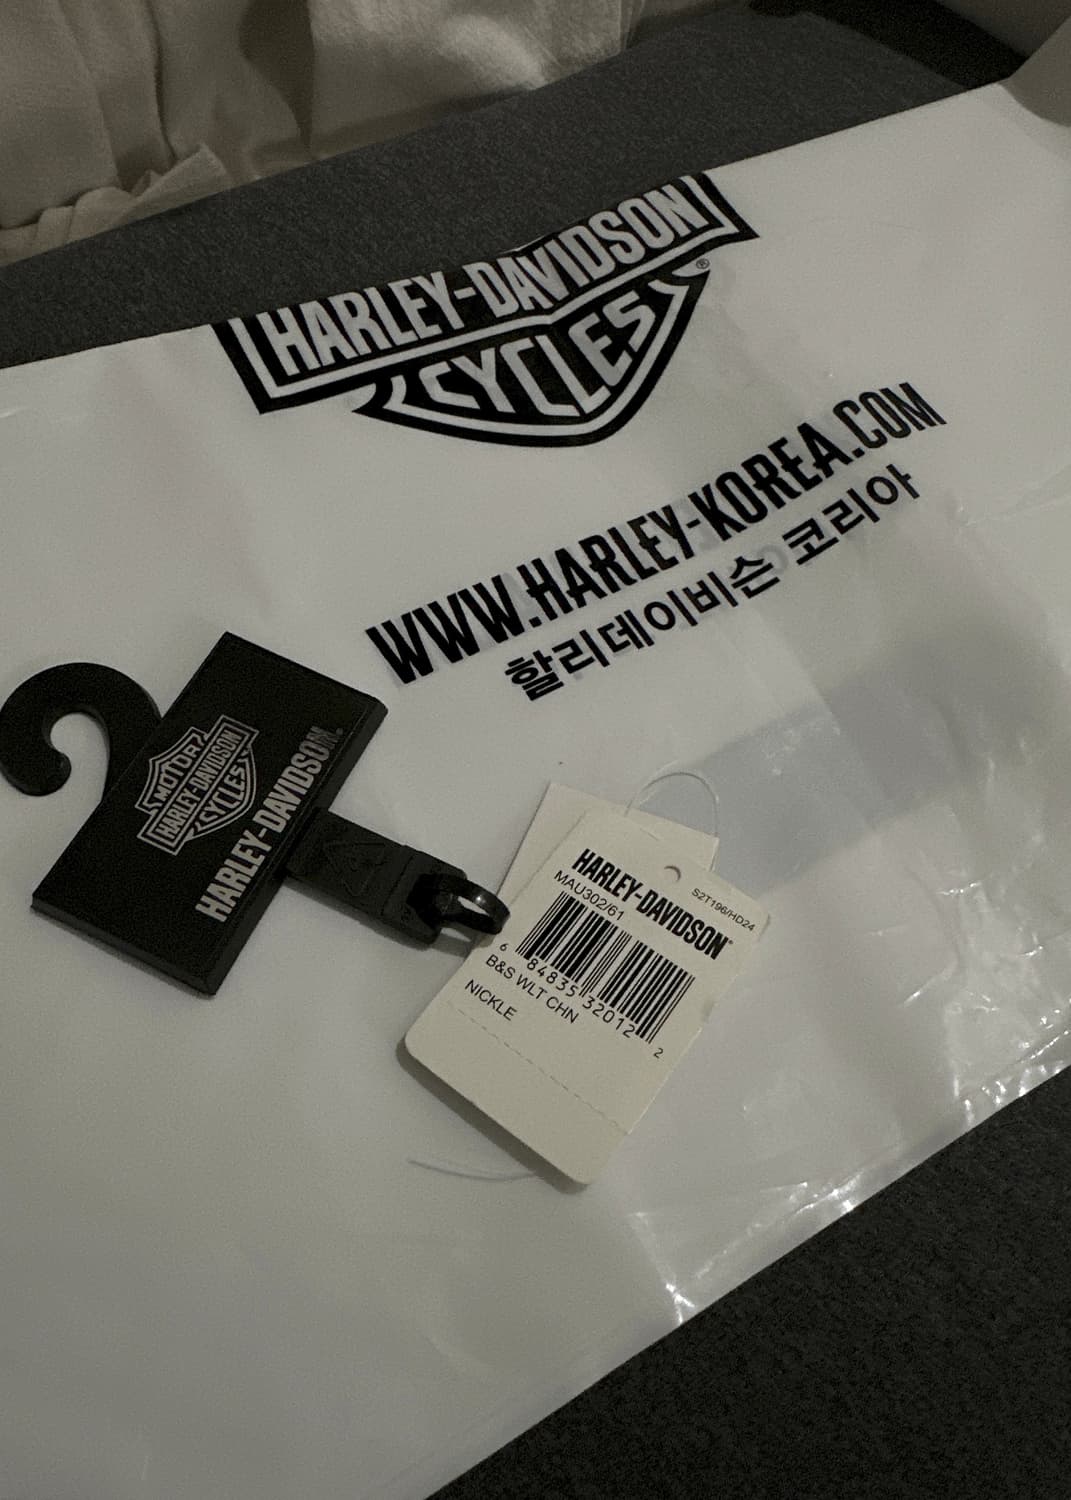 HARLEY-DAVIDSON
CYCLES ®
WWW.HARLEY-KOREA.COM
할리데이비슨 코리아
MOTOR
HARLEY-DAVIDSON
CYCLES
HARLEY-DAVIDSON®
S2T196/HD24
HARLEY-DAVIDSON®
MAU302/61
6 84835 32012 2
B&S WLT CHN
NICKLE